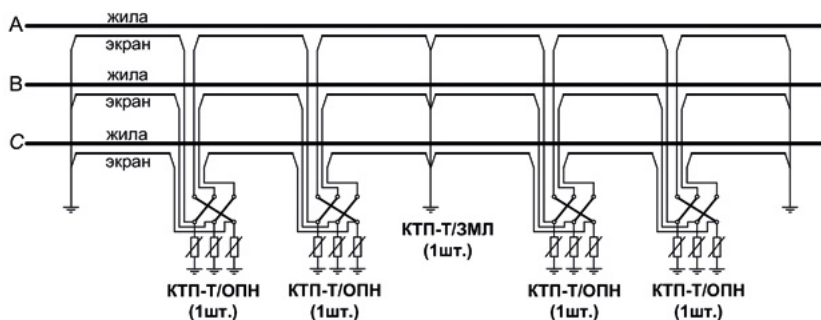 A
жила
экран
B
жила
экран
C
жила
экран
КТП-Т/ЗМЛ
(1шт.)
КТП-Т/ОПН
(1шт.)
КТП-Т/ОПН
(1шт.)
КТП-Т/ОПН
(1шт.)
КТП-Т/ОПН
(1шт.)